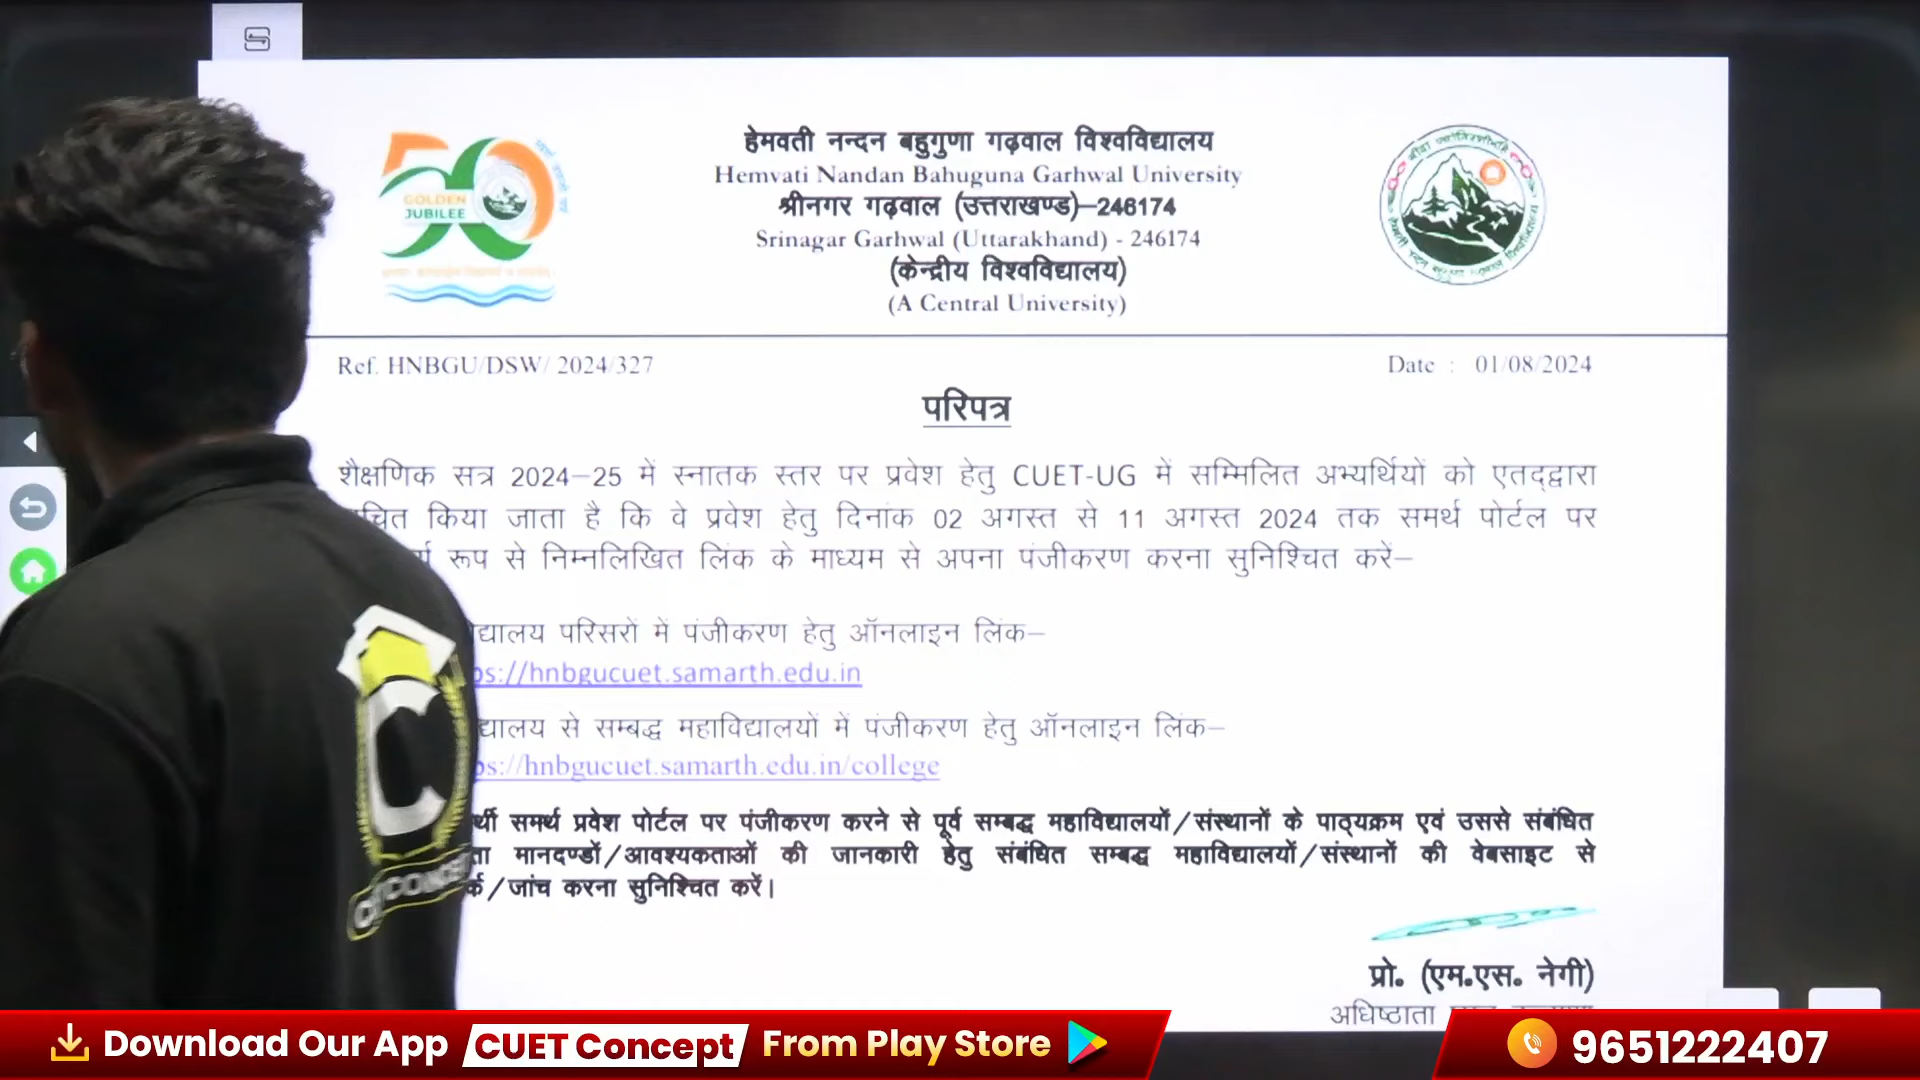 GOLDEN
JUBILEE
हेमवती नन्दन बहुगुणा गढ़वाल विश्वविद्यालय
Hemvati Nandan Bahuguna Garhwal University
श्रीनगर गढ़वाल (उत्तराखण्ड)–246174
Srinagar Garhwal (Uttarakhand) - 246174
(केन्द्रीय विश्वविद्यालय)
(A Central University)
Ref. HNBGU/DSW/ 2024/327
Date : 01/08/2024
परिपत्र
शैक्षणिक सत्र 2024–25 में स्नातक स्तर पर प्रवेश हेतु CUET-UG में सम्मिलित अभ्यर्थियों को एतद्द्वारा
किया जाता है कि वे प्रवेश हेतु दिनांक 02 अगस्त से 11 अगस्त 2024 तक समर्थ पोर्टल पर
रूप से निम्नलिखित लिंक के माध्यम से अपना पंजीकरण करना सुनिश्चित करें–
परिसरों में पंजीकरण हेतु ऑनलाइन लिंक–
://hnbgucuet.samarth.edu.in
से सम्बद्ध महाविद्यालयों में पंजीकरण हेतु ऑनलाइन लिंक–
://hnbgucuet.samarth.edu.in/college
समर्थ प्रवेश पोर्टल पर पंजीकरण करने से पूर्व सम्बद्ध महाविद्यालयों/संस्थानों के पाठ्यक्रम एवं उससे संबंधित
मानदण्डों/आवश्यकताओं की जानकारी हेतु संबंधित सम्बद्ध महाविद्यालयों/संस्थानों की वेबसाइट से
/जांच करना सुनिश्चित करें।
प्रो. (एम.एस. नेगी)
अधिष्ठाता
Download Our App CUET Concept From Play Store
9651222407